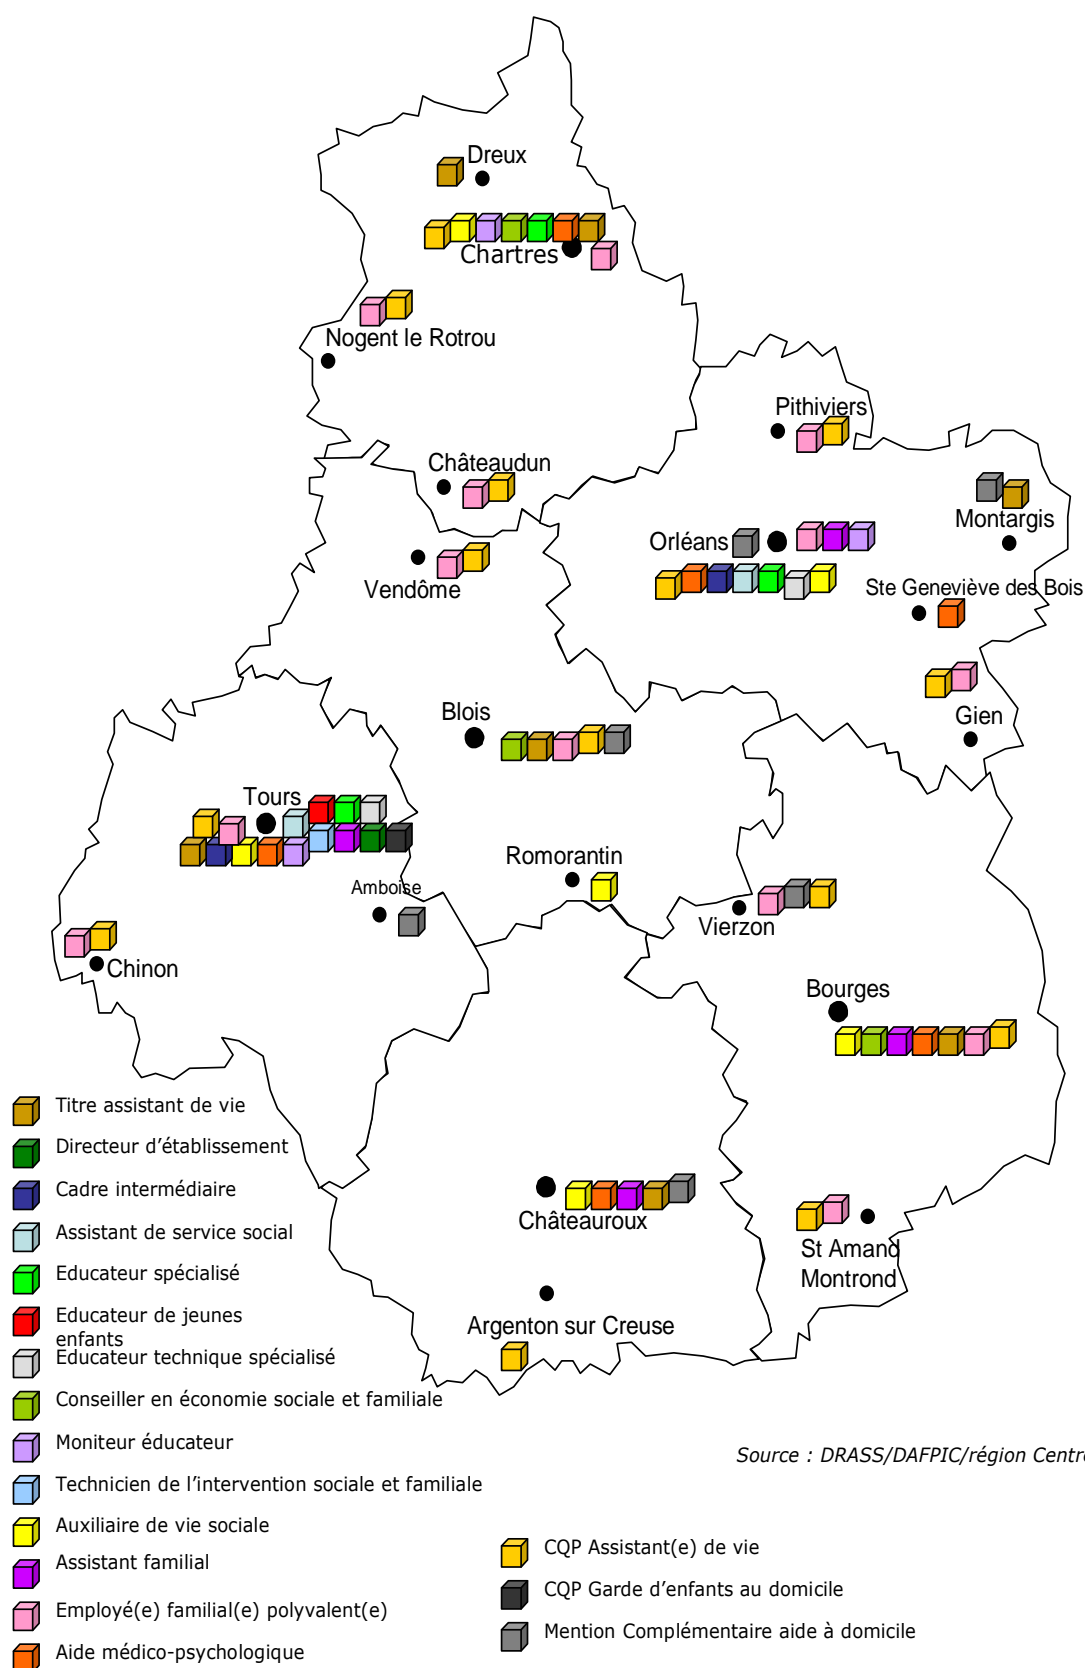 Dreux
Chartres
Nogent le Rotrou
Pithiviers
Châteaudun
Montargis
Orléans
Vendôme
Ste Geneviève des Bois
Blois
Gien
Tours
Romorantin
Amboise
Vierzon
Chinon
Bourges
Châteauroux
St Amand
Montrond
Argenton sur Creuse
Titre assistant de vie
Directeur d'établissement
Cadre intermédiaire
Assistant de service social
Educateur spécialisé
Educateur de jeunes
enfants
Educateur technique spécialisé
Conseiller en économie sociale et familiale
Moniteur éducateur
Technicien de l'intervention sociale et familiale
Auxiliaire de vie sociale
Assistant familial
Employé(e) familial(e) polyvalent(e)
Aide médico-psychologique
Source : DRASS/DAFPIC/région Centre
CQP Assistant(e) de vie
CQP Garde d'enfants au domicile
Mention Complémentaire aide à domicile